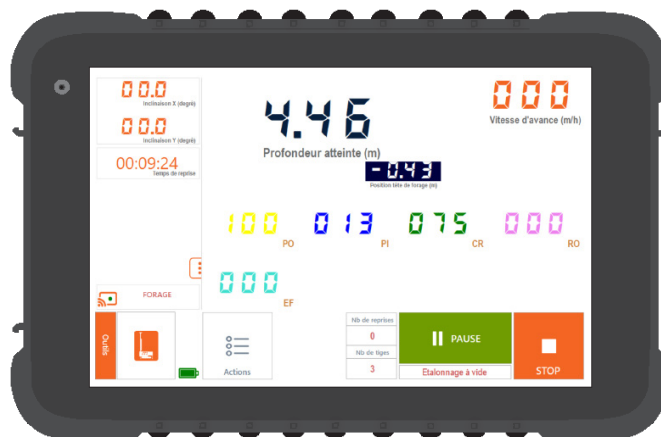 00.0
Inclinaison X (degré)
00.0
Inclinaison Y (degré)
00:09:24
Temps de reprise
4.46
Profondeur atteinte (m)
-0.43
Position tête de forage (m)
000
Vitesse d'avance (m/h)
100 PO
013 PI
075 CR
000 RO
000 EF
FORAGE
Outils
Actions
Nb de reprises
0
Nb de tiges
3
PAUSE
Etalonnage à vide
STOP